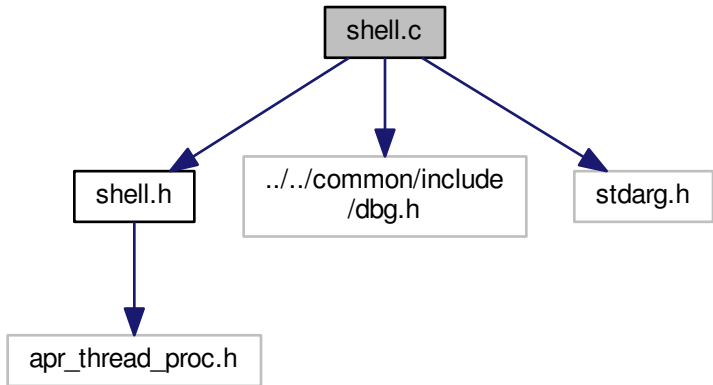 shell.c
shell.h
../../common/include
/dbg.h
stdarg.h
apr_thread_proc.h